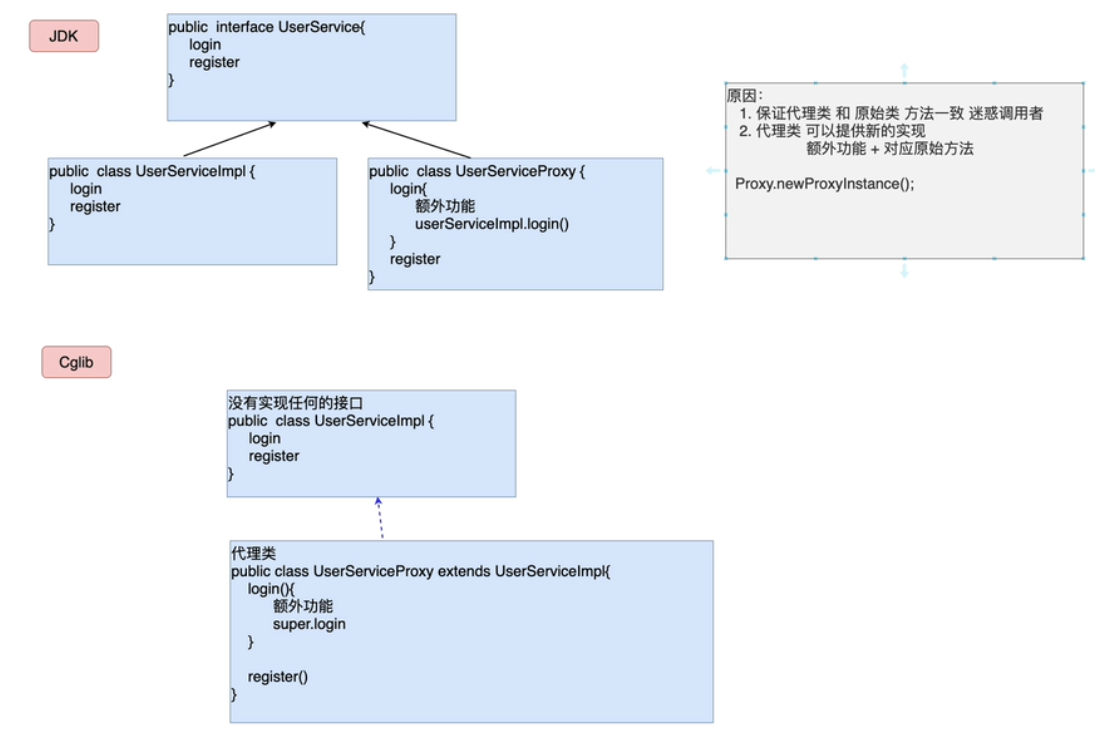 JDK
public interface UserService{
login
register
}
public class UserServiceImpl {
login
register
}
public class UserServiceProxy {
login{
额外功能
userServiceImpl.login()
}
register
}
原因：
1. 保证代理类 和 原始类 方法一致 迷惑调用者
2. 代理类 可以提供新的实现
额外功能 + 对应原始方法
Proxy.newProxyInstance();
Cglib
没有实现任何的接口
public class UserServiceImpl {
login
register
}
代理类
public class UserServiceProxy extends UserServiceImpl{
login(){
额外功能
super.login
}
register()
}